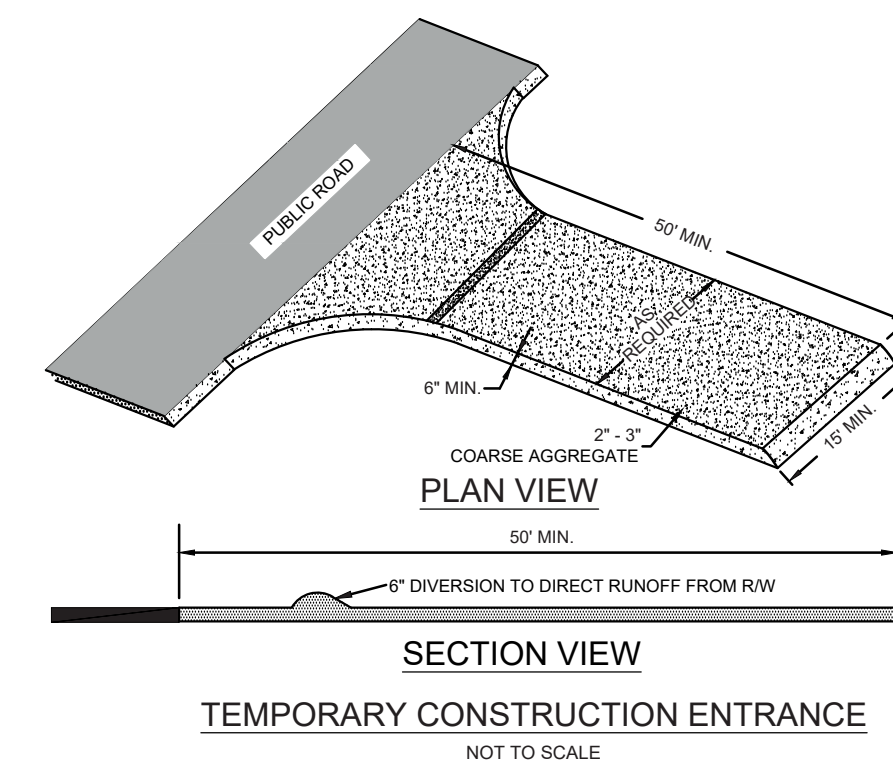 PUBLIC ROAD
50' MIN.
AS
REQUIRED
6" MIN.
2" - 3"
COARSE AGGREGATE
15' MIN.
PLAN VIEW
50' MIN.
6" DIVERSION TO DIRECT RUNOFF FROM R/W
SECTION VIEW
TEMPORARY CONSTRUCTION ENTRANCE
NOT TO SCALE